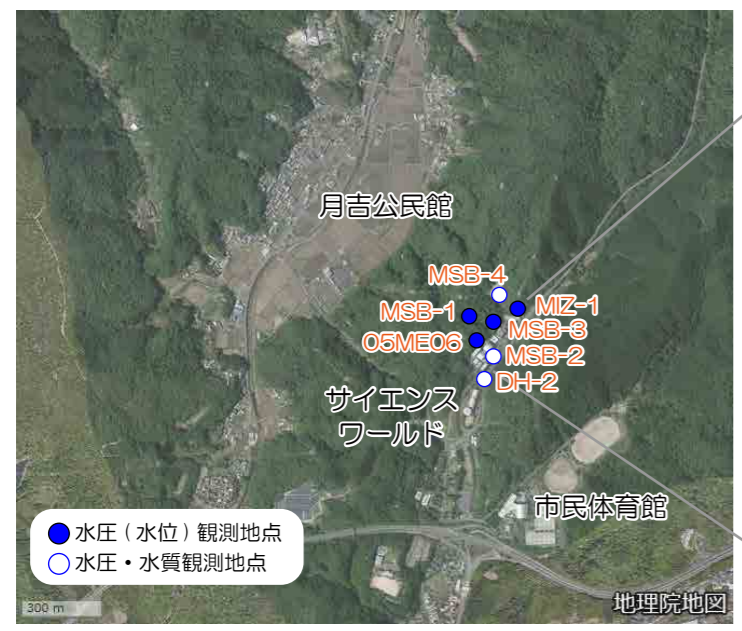 月吉公民館
MSB-4
MSB-1
MIZ-1
MSB-3
05ME06
MSB-2
DH-2
サイエンス
ワールド
市民体育館
水圧(水位)観測地点
水圧・水質観測地点
300 m
地理院地図